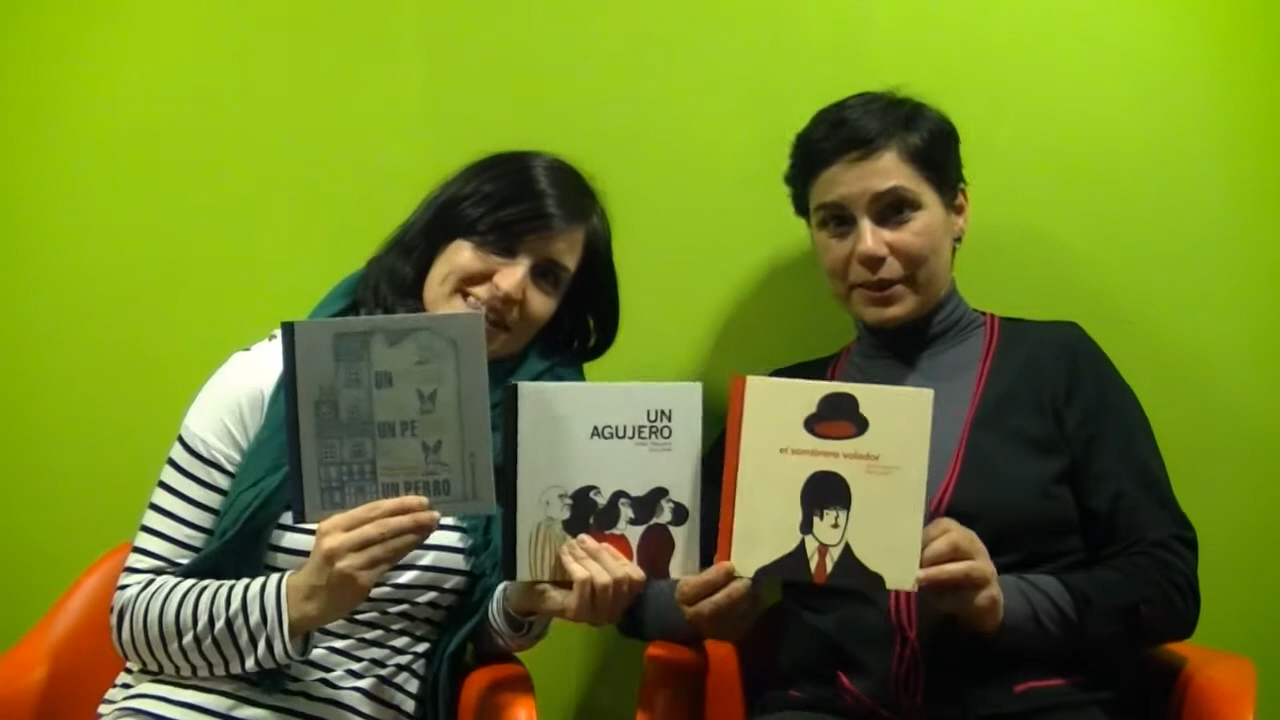 UN
UN PE
UN PERRO
UN
AGUJERO
el sombrero volador